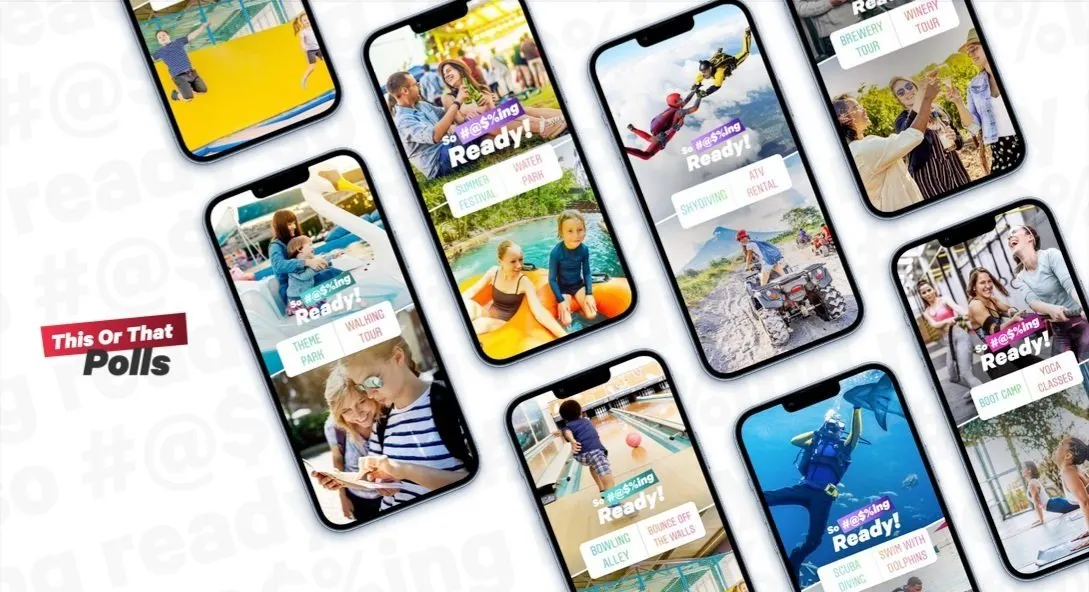 This Or That
Polls
So #@$%ing
Ready!
THEME
PARK
WALKING
TOUR
So #@$%ing
Ready!
SUMMER
FESTIVAL
WATER
PARK
So #@$%ing
Ready!
SKYDIVING
ATV
RENTAL
Ready!
BREWERY
TOUR
WINERY
TOUR
So #@$%ing
Ready!
BOWLING
ALLEY
BOUNCE OFF
THE WALLS
So #@$%ing
Ready!
SCUBA
DIVING
SWIM WITH
DOLPHINS
So #@$%ing
Ready!
BOOT CAMP
YOGA
CLASSES